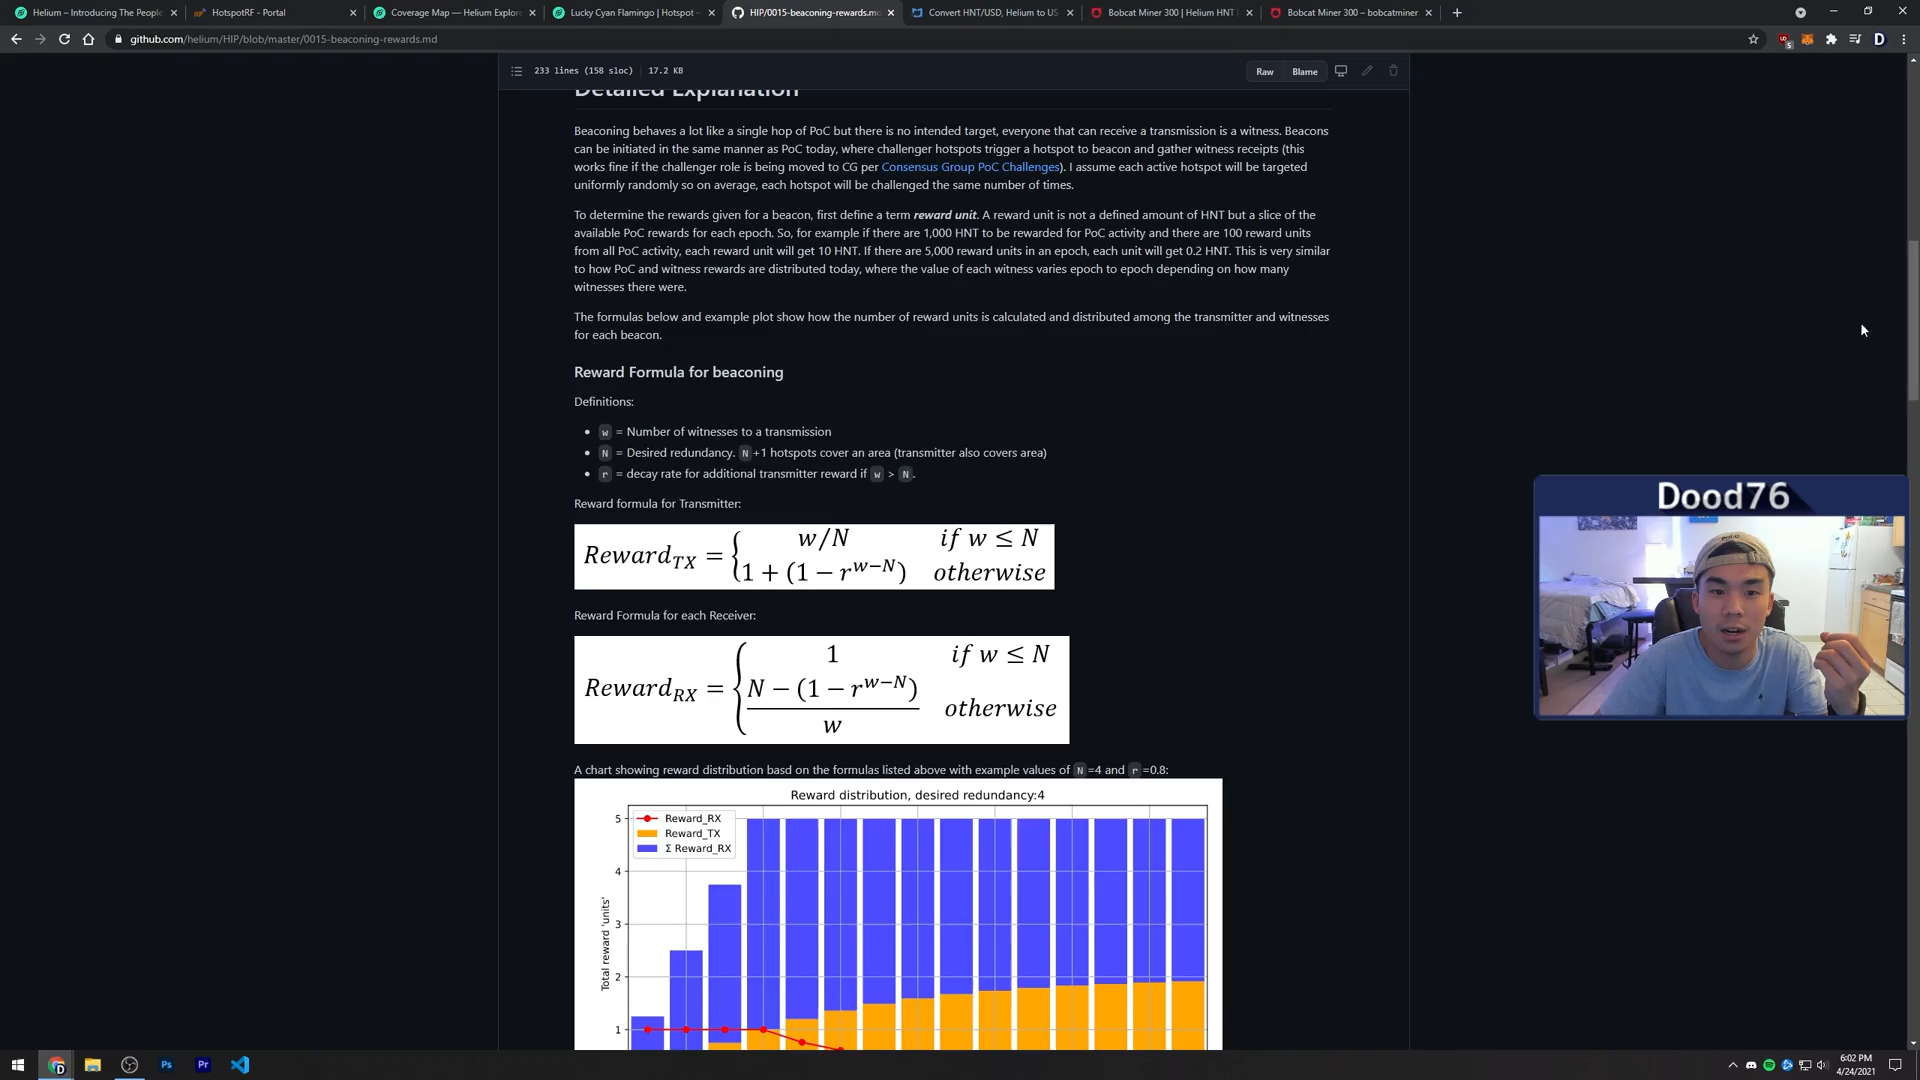 Helium – Introducing The People
HotspotRF - Portal
Coverage Map — Helium Explore
Lucky Cyan Flamingo | Hotspot –
HIP/0015-beaconing-rewards.md
Convert HNT/USD, Helium to US
Bobcat Miner 300 | Helium HNT
Bobcat Miner 300 – bobcatminer
github.com/helium/HIP/blob/master/0015-beaconing-rewards.md
5
D
233 lines (158 sloc)
17.2 KB
Raw
Blame
Detailed Explanation
Beaconing behaves a lot like a single hop of PoC but there is no intended target, everyone that can receive a transmission is a witness. Beacons
can be initiated in the same manner as PoC today, where challenger hotspots trigger a hotspot to beacon and gather witness receipts (this
works fine if the challenger role is being moved to CG per Consensus Group PoC Challenges). I assume each active hotspot will be targeted
uniformly randomly so on average, each hotspot will be challenged the same number of times.
To determine the rewards given for a beacon, first define a term reward unit. A reward unit is not a defined amount of HNT but a slice of the
available PoC rewards for each epoch. So, for example if there are 1,000 HNT to be rewarded for PoC activity and there are 100 reward units
from all PoC activity, each reward unit will get 10 HNT. If there are 5,000 reward units in an epoch, each unit will get 0.2 HNT. This is very similar
to how PoC and witness rewards are distributed today, where the value of each witness varies epoch to epoch depending on how many
witnesses there were.
The formulas below and example plot show how the number of reward units is calculated and distributed among the transmitter and witnesses
for each beacon.
Reward Formula for beaconing
Definitions:
w = Number of witnesses to a transmission
N = Desired redundancy. N+1 hotspots cover an area (transmitter also covers area)
r = decay rate for additional transmitter reward if w > N.
Reward formula for Transmitter:
w/N if w ≤ N
Reward_TX = {
1 + (1 − r^{w−N}) otherwise
Reward Formula for each Receiver:
1 if w ≤ N
Reward_RX = { N − (1 − r^{w−N})
otherwise
w
A chart showing reward distribution basd on the formulas listed above with example values of N=4 and r=0.8:
Reward distribution, desired redundancy:4
Reward_RX
Reward_TX
Σ Reward_RX
5
4
3
2
1
Total reward 'units'
Dood76
Ps
Pr
6:02 PM
4/24/2021